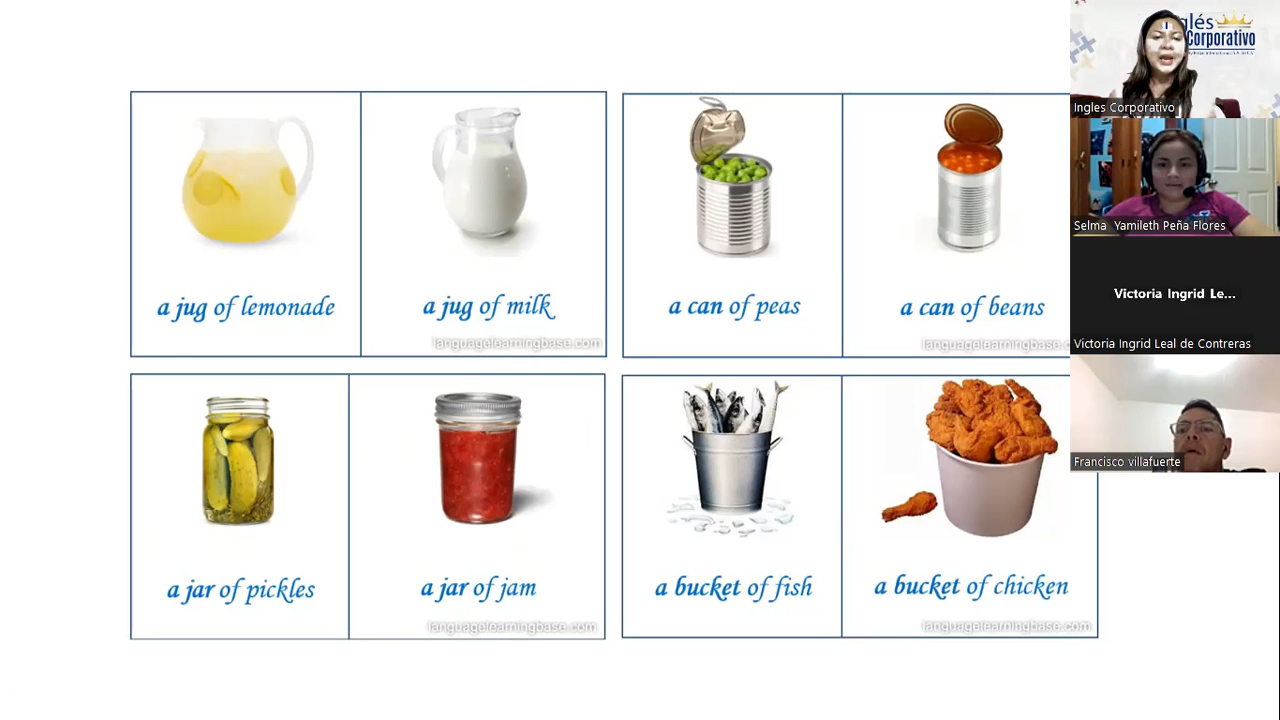 a jug of lemonade
a jug of milk
languagelearningbase.com
a can of peas
a can of beans
languagelearningbase.c
a jar of pickles
a jar of jam
languagelearningbase.com
a bucket of fish
a bucket of chicken
languagelearningbase.com
Inglés
Corporativo
Ingles Corporativo
Selma Yamileth Peña Flores
Victoria Ingrid Le...
Victoria Ingrid Leal de Contreras
Francisco villafuerte